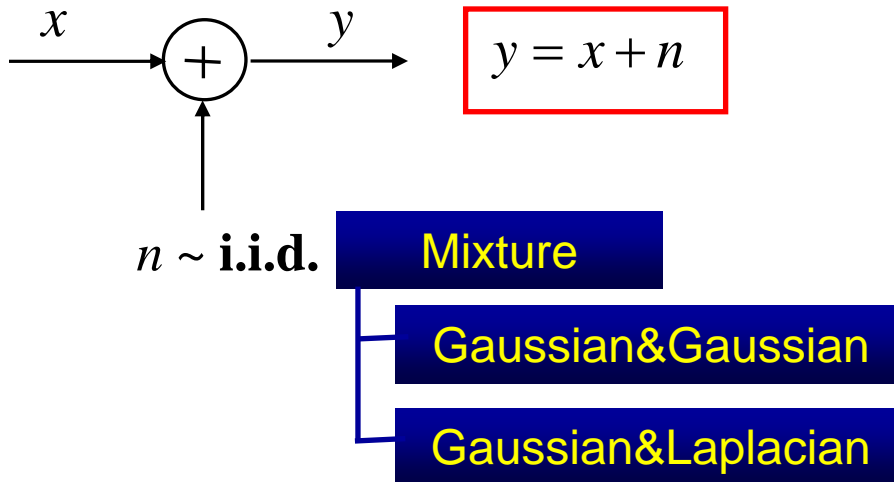 x
y
y = x + n
+
n ~ i.i.d.
Mixture
Gaussian&Gaussian
Gaussian&Laplacian